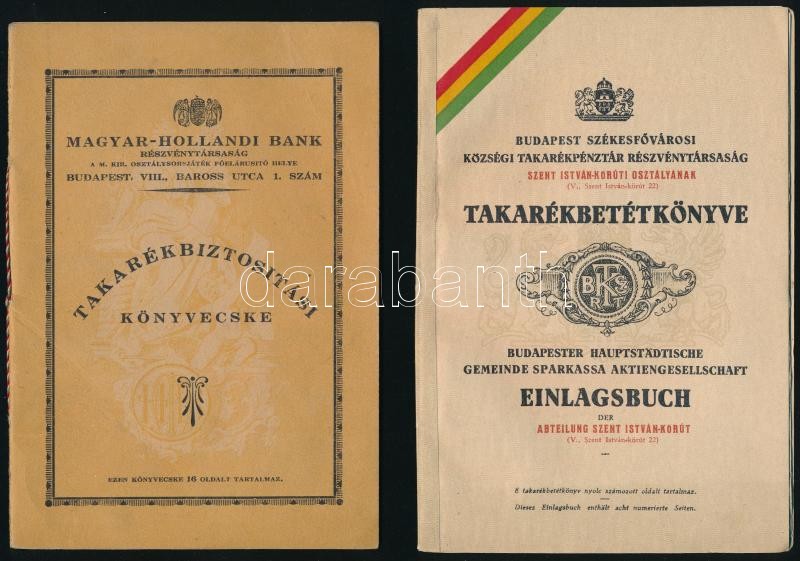 MAGYAR-HOLLANDI BANK
RÉSZVÉNYTÁRSASÁG
A M. KIR. OSZTÁLYSORSJÁTÉK FŐELÁRUSITÓ HELYE
BUDAPEST, VIII., BAROSS UTCA 1. SZÁM
TAKARÉKBIZTOSITÁSI
KÖNYVECSKE
EZEN KÖNYVECSKE 16 OLDALT TARTALMAZ.
BUDAPEST SZÉKESFŐVÁROSI
KÖZSÉGI TAKARÉKPÉNZTÁR RÉSZVÉNYTÁRSASÁG
SZENT ISTVÁN-KÖRÚTI OSZTÁLYÁNAK
(V., Szent István-körút 22)
TAKARÉKBETÉTKÖNYVE
BUDAPESTER HAUPTSTÄDTISCHE
GEMEINDE SPARKASSA AKTIENGESELLSCHAFT
EINLAGSBUCH
DER
ABTEILUNG SZENT ISTVÁN-KÖRÚT
(V., Szent István-körút 22)
E takarékbetétkönyv nyolc számozott oldalt tartalmaz.
Dieses Einlagsbuch enthält acht numerierte Seiten.
darabanth.com